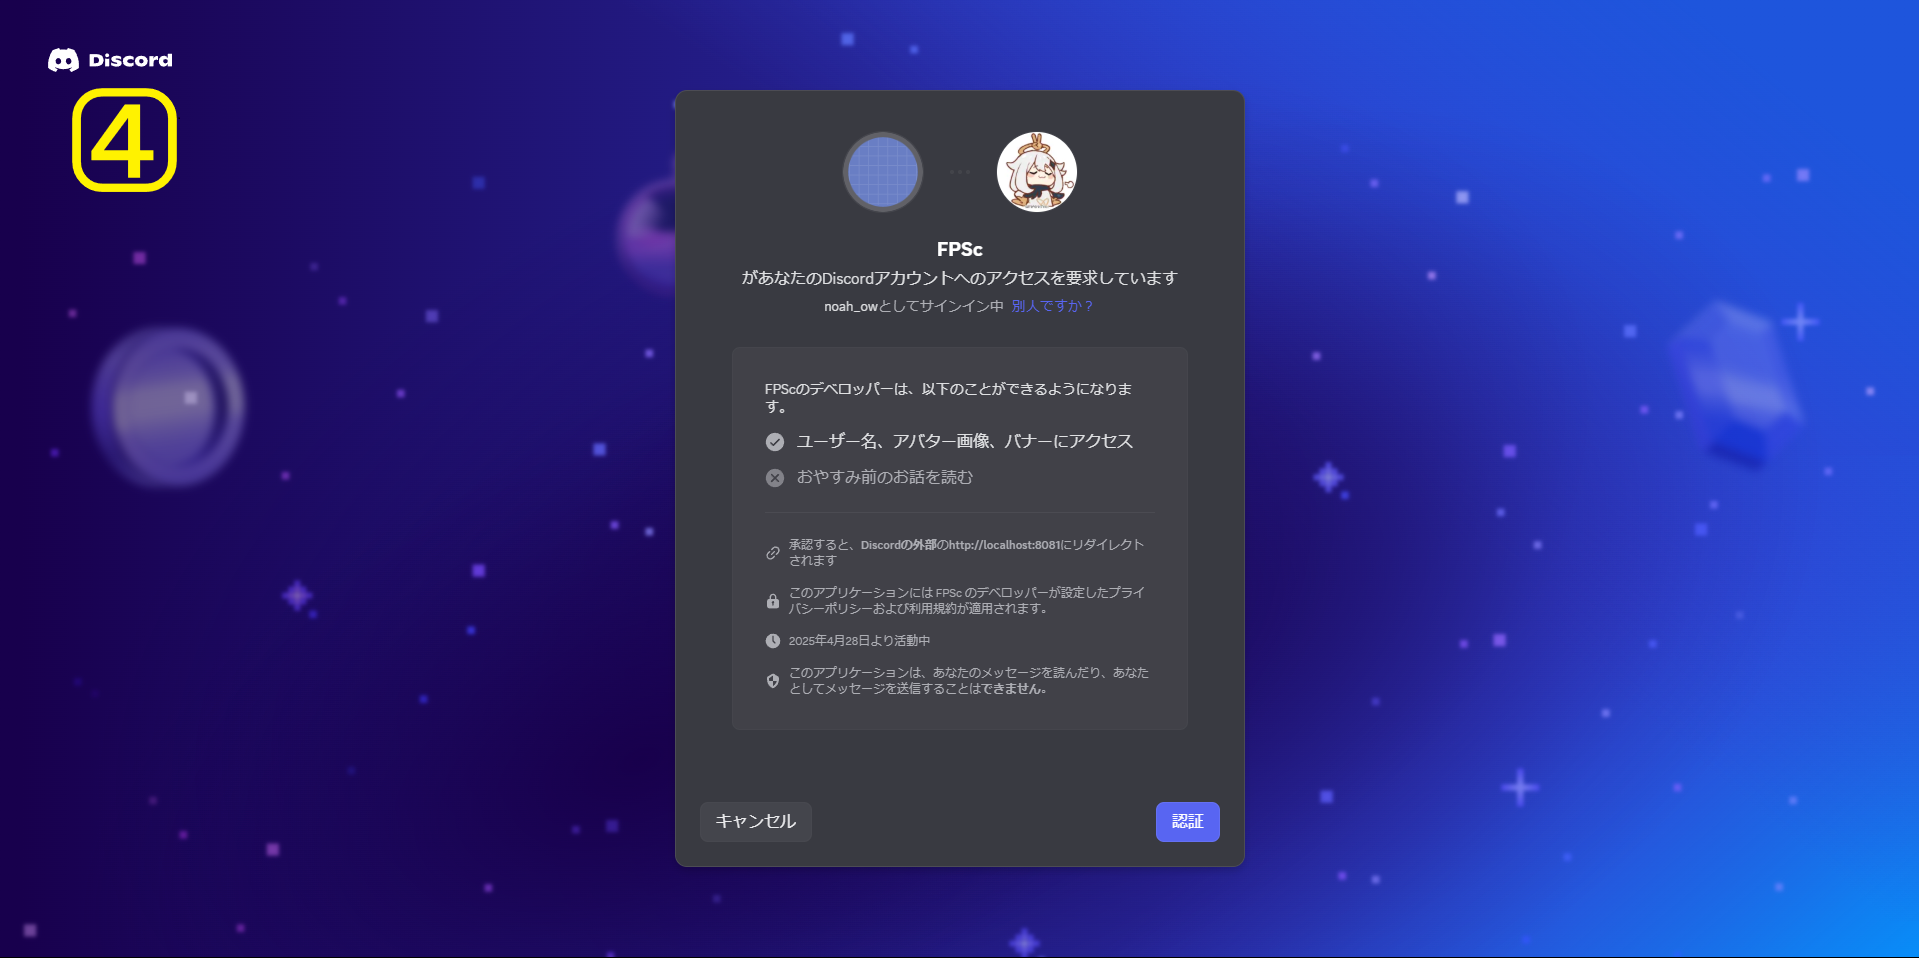 Discord
4
FPSc
があなたのDiscordアカウントへのアクセスを要求しています
noah_owとしてサインイン中 別人ですか？
FPScのデベロッパーは、以下のことができるようになりま
す。
ユーザー名、アバター画像、バナーにアクセス
おやすみ前のお話を読む
承認すると、Discordの外部のhttp://localhost:8081にリダイレクト
されます
このアプリケーションには FPSc のデベロッパーが設定したプライ
バシーポリシーおよび利用規約が適用されます。
2025年4月28日より活動中
このアプリケーションは、あなたのメッセージを読んだり、あなた
としてメッセージを送信することはできません。
キャンセル
認証